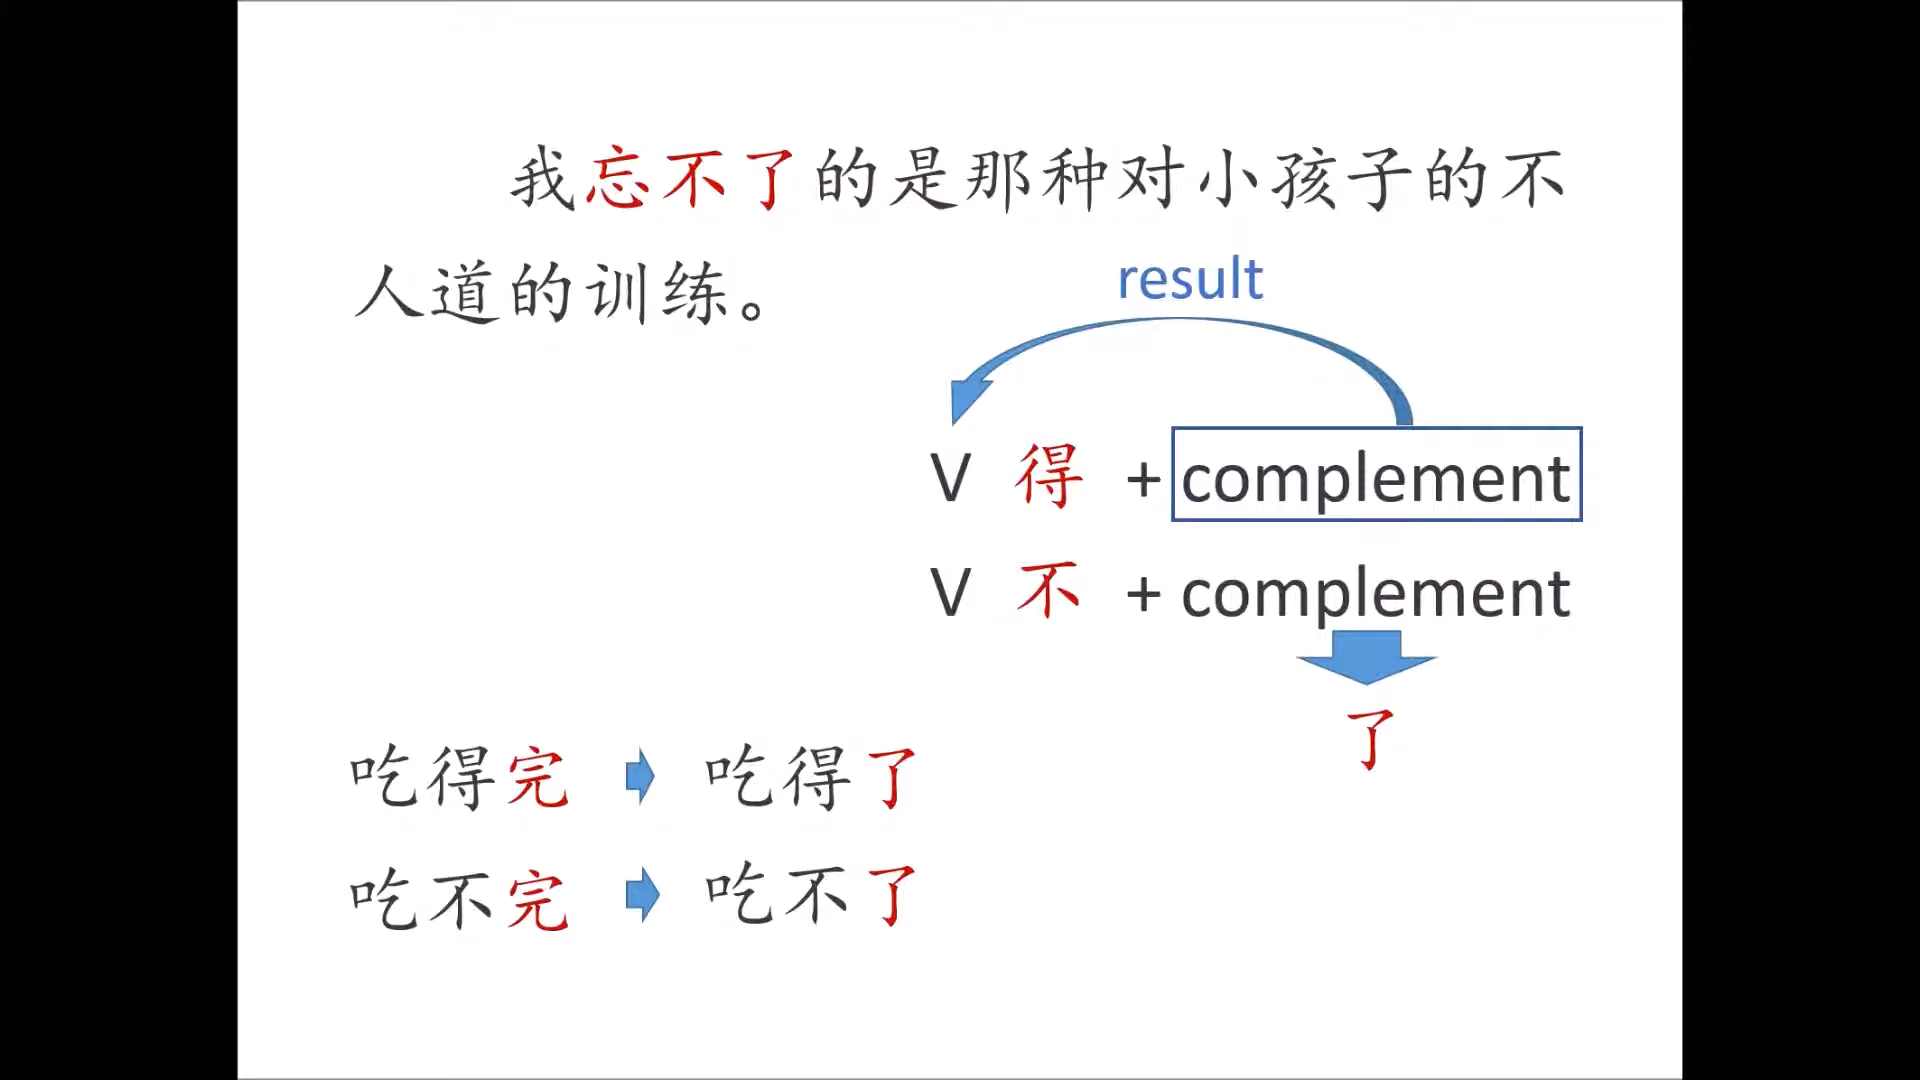 我忘不了的是那种对小孩子的不
人道的训练。
result
V 得 + complement
V 不 + complement
了
吃得完 吃得了
吃不完 吃不了